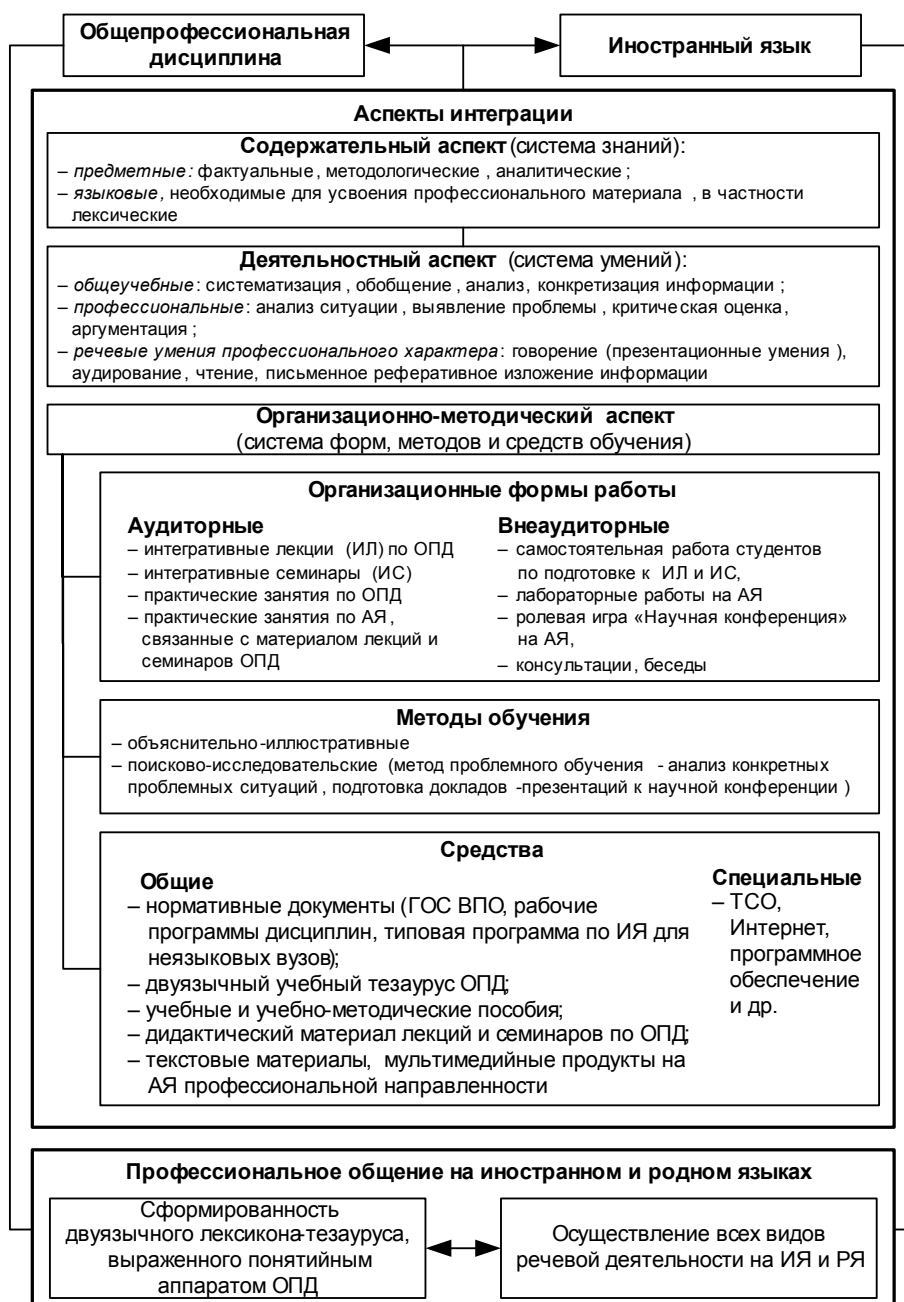 Общепрофессиональная
дисциплина
Иностранный язык
Аспекты интеграции
Содержательный аспект (система знаний):
– предметные: фактуальные, методологические, аналитические;
– языковые, необходимые для усвоения профессионального материала, в частности
лексические
Деятельностный аспект (система умений):
– общеучебные: систематизация, обобщение, анализ, конкретизация информации;
– профессиональные: анализ ситуации, выявление проблемы, критическая оценка,
аргументация;
– речевые умения профессионального характера: говорение (презентационные умения),
аудирование, чтение, письменное реферативное изложение информации
Организационно-методический аспект
(система форм, методов и средств обучения)
Организационные формы работы
Аудиторные
– интегративные лекции (ИЛ) по ОПД
– интегративные семинары (ИС)
– практические занятия по ОПД
– практические занятия по АЯ,
связанные с материалом лекций и
семинаров ОПД
Внеаудиторные
– самостоятельная работа студентов
по подготовке к ИЛ и ИС,
– лабораторные работы на АЯ
– ролевая игра «Научная конференция»
на АЯ,
– консультации, беседы
Методы обучения
– объяснительно-иллюстративные
– поисково-исследовательские (метод проблемного обучения - анализ конкретных
проблемных ситуаций, подготовка докладов-презентаций к научной конференции)
Средства
Общие
– нормативные документы (ГОС ВПО, рабочие
программы дисциплин, типовая программа по ИЯ для
неязыковых вузов);
– двуязычный учебный тезаурус ОПД;
– учебные и учебно-методические пособия;
– дидактический материал лекций и семинаров по ОПД;
– текстовые материалы, мультимедийные продукты на
АЯ профессиональной направленности
Специальные
– ТСО,
Интернет,
программное
обеспечение
и др.
Профессиональное общение на иностранном и родном языках
Сформированность
двуязычного лексикона-тезауруса,
выраженного понятийным
аппаратом ОПД
Осуществление всех видов
речевой деятельности на ИЯ и РЯ